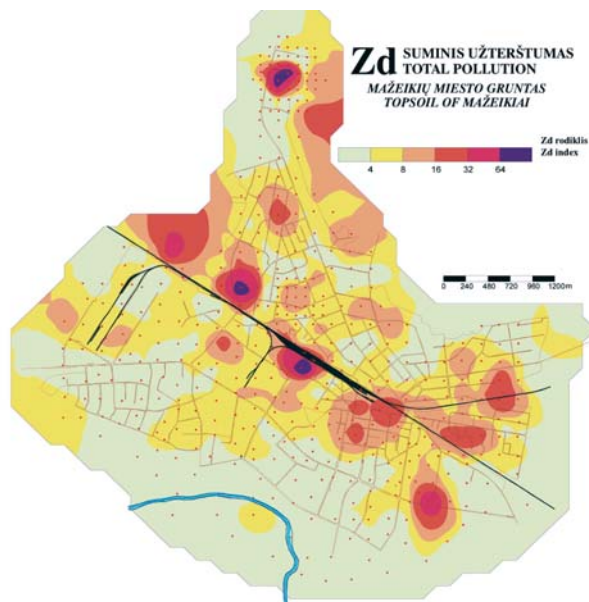 Zd SUMINIS UŽTERŠTUMAS
TOTAL POLLUTION
MAŽEIKIŲ MIESTO GRUNTAS
TOPSOIL OF MAŽEIKIAI
Zd rodiklis
Zd index
4 8 16 32 64
0 240 480 720 960 1200m